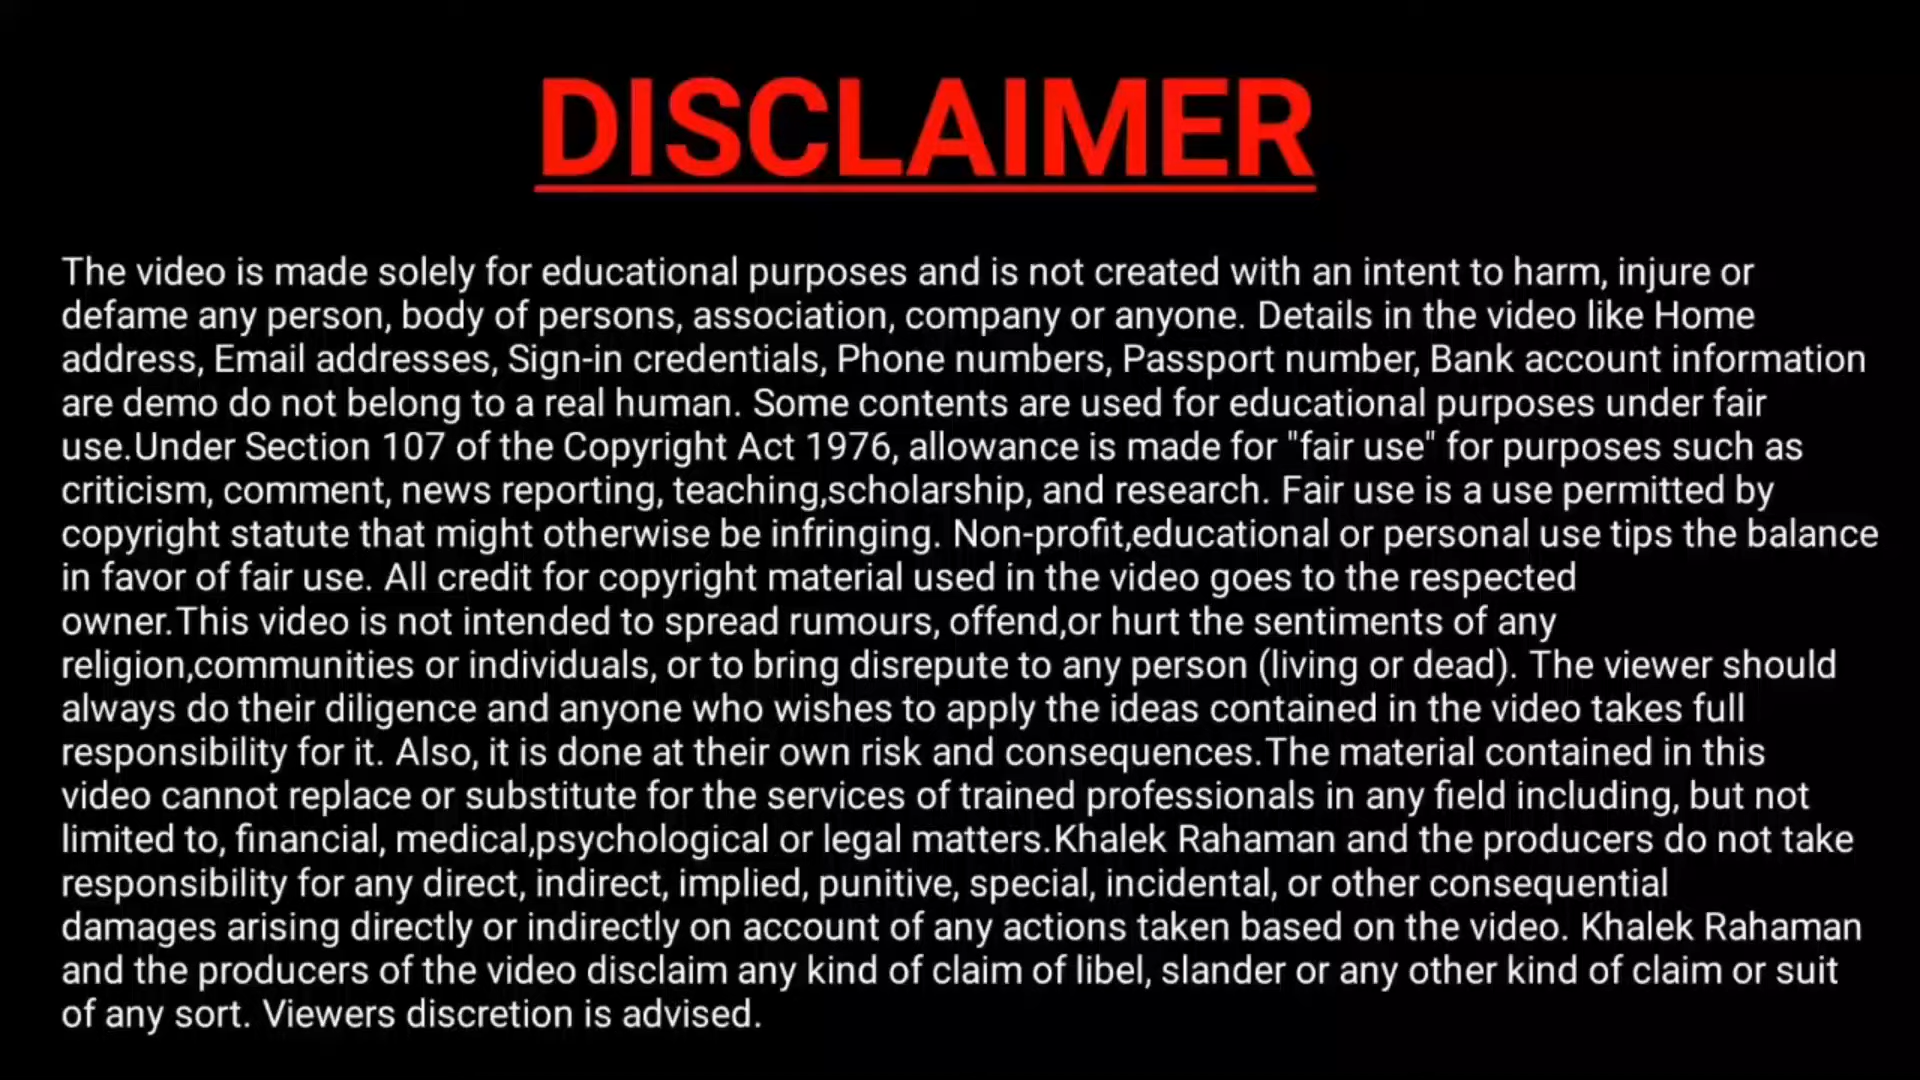 DISCLAIMER
The video is made solely for educational purposes and is not created with an intent to harm, injure or
defame any person, body of persons, association, company or anyone. Details in the video like Home
address, Email addresses, Sign-in credentials, Phone numbers, Passport number, Bank account information
are demo do not belong to a real human. Some contents are used for educational purposes under fair
use.Under Section 107 of the Copyright Act 1976, allowance is made for "fair use" for purposes such as
criticism, comment, news reporting, teaching,scholarship, and research. Fair use is a use permitted by
copyright statute that might otherwise be infringing. Non-profit,educational or personal use tips the balance
in favor of fair use. All credit for copyright material used in the video goes to the respected
owner.This video is not intended to spread rumours, offend,or hurt the sentiments of any
religion,communities or individuals, or to bring disrepute to any person (living or dead). The viewer should
always do their diligence and anyone who wishes to apply the ideas contained in the video takes full
responsibility for it. Also, it is done at their own risk and consequences.The material contained in this
video cannot replace or substitute for the services of trained professionals in any field including, but not
limited to, financial, medical,psychological or legal matters.Khalek Rahaman and the producers do not take
responsibility for any direct, indirect, implied, punitive, special, incidental, or other consequential
damages arising directly or indirectly on account of any actions taken based on the video. Khalek Rahaman
and the producers of the video disclaim any kind of claim of libel, slander or any other kind of claim or suit
of any sort. Viewers discretion is advised.